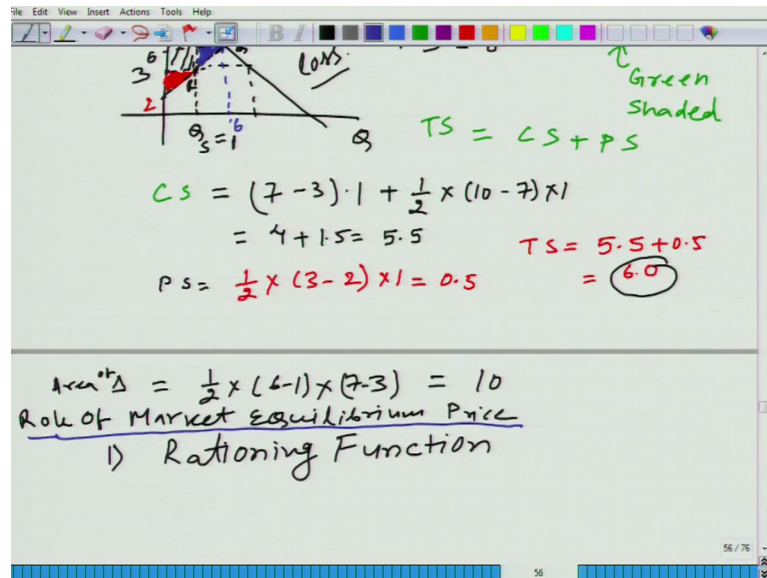 ile Edit View Insert Actions Tools Help
6
3
2
Loss.
Green
Shaded
Q
6
Qs=1
TS = CS + PS
CS = (7-3)·1 + 1/2 × (10-7)×1
= 4+1.5= 5.5
TS= 5.5+0.5
= 6.0
PS= 1/2 × (3-2) ×1= 0.5
Area of Δ = 1/2 × (6-1)×(7-3) = 10
Role Of Market Equilibrium Price
1) Rationing Function
56 / 76
56